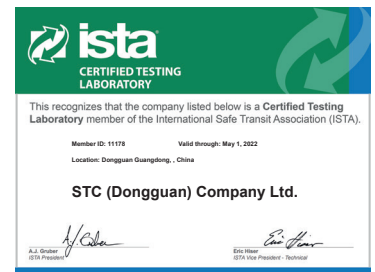 ista
CERTIFIED TESTING
LABORATORY
This recognizes that the company listed below is a Certified Testing
Laboratory member of the International Safe Transit Association (ISTA).
Member ID: 11178 Valid through: May 1, 2022
Location: Dongguan Guangdong, , China
STC (Dongguan) Company Ltd.
A.J. Gruber Eric Hiser
ISTA President ISTA Vice President - Technical